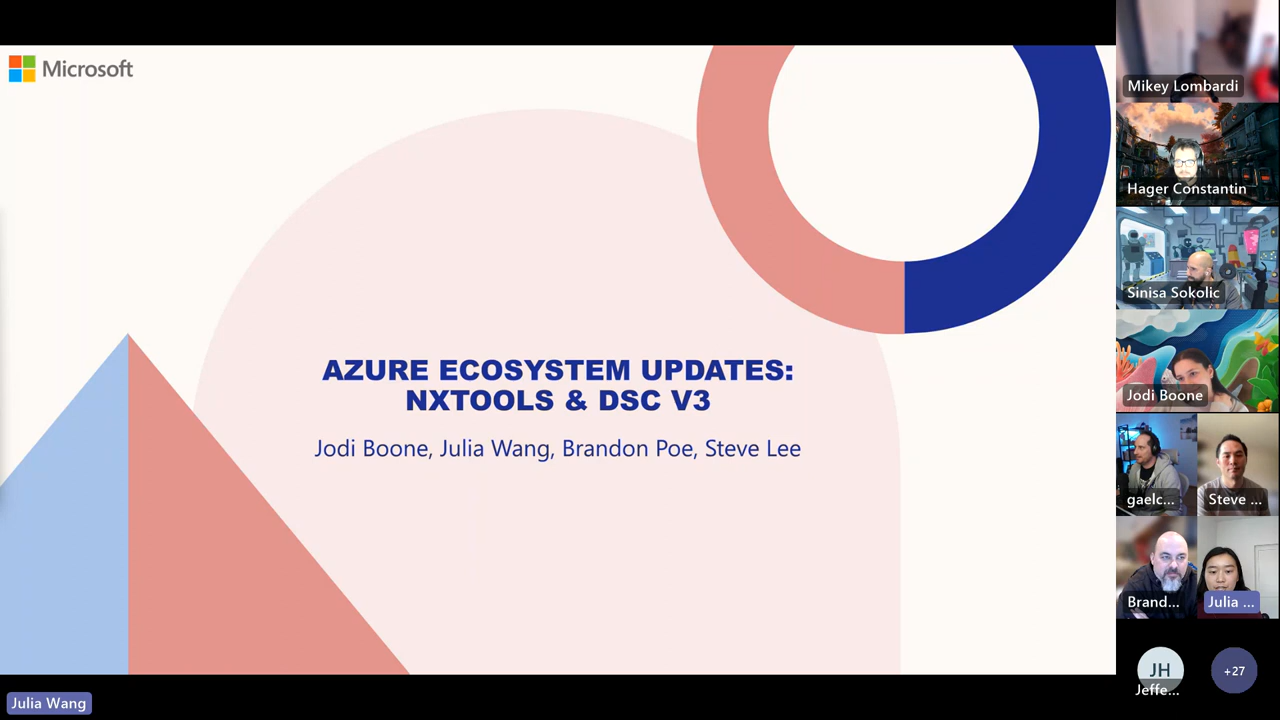 Microsoft
AZURE ECOSYSTEM UPDATES:
NXTOOLS & DSC V3
Jodi Boone, Julia Wang, Brandon Poe, Steve Lee
Mikey Lombardi
Hager Constantin
Sinisa Sokolic
Jodi Boone
gaelc...
Steve ...
Brand...
Julia ...
JH
Jeffe...
+27
Julia Wang